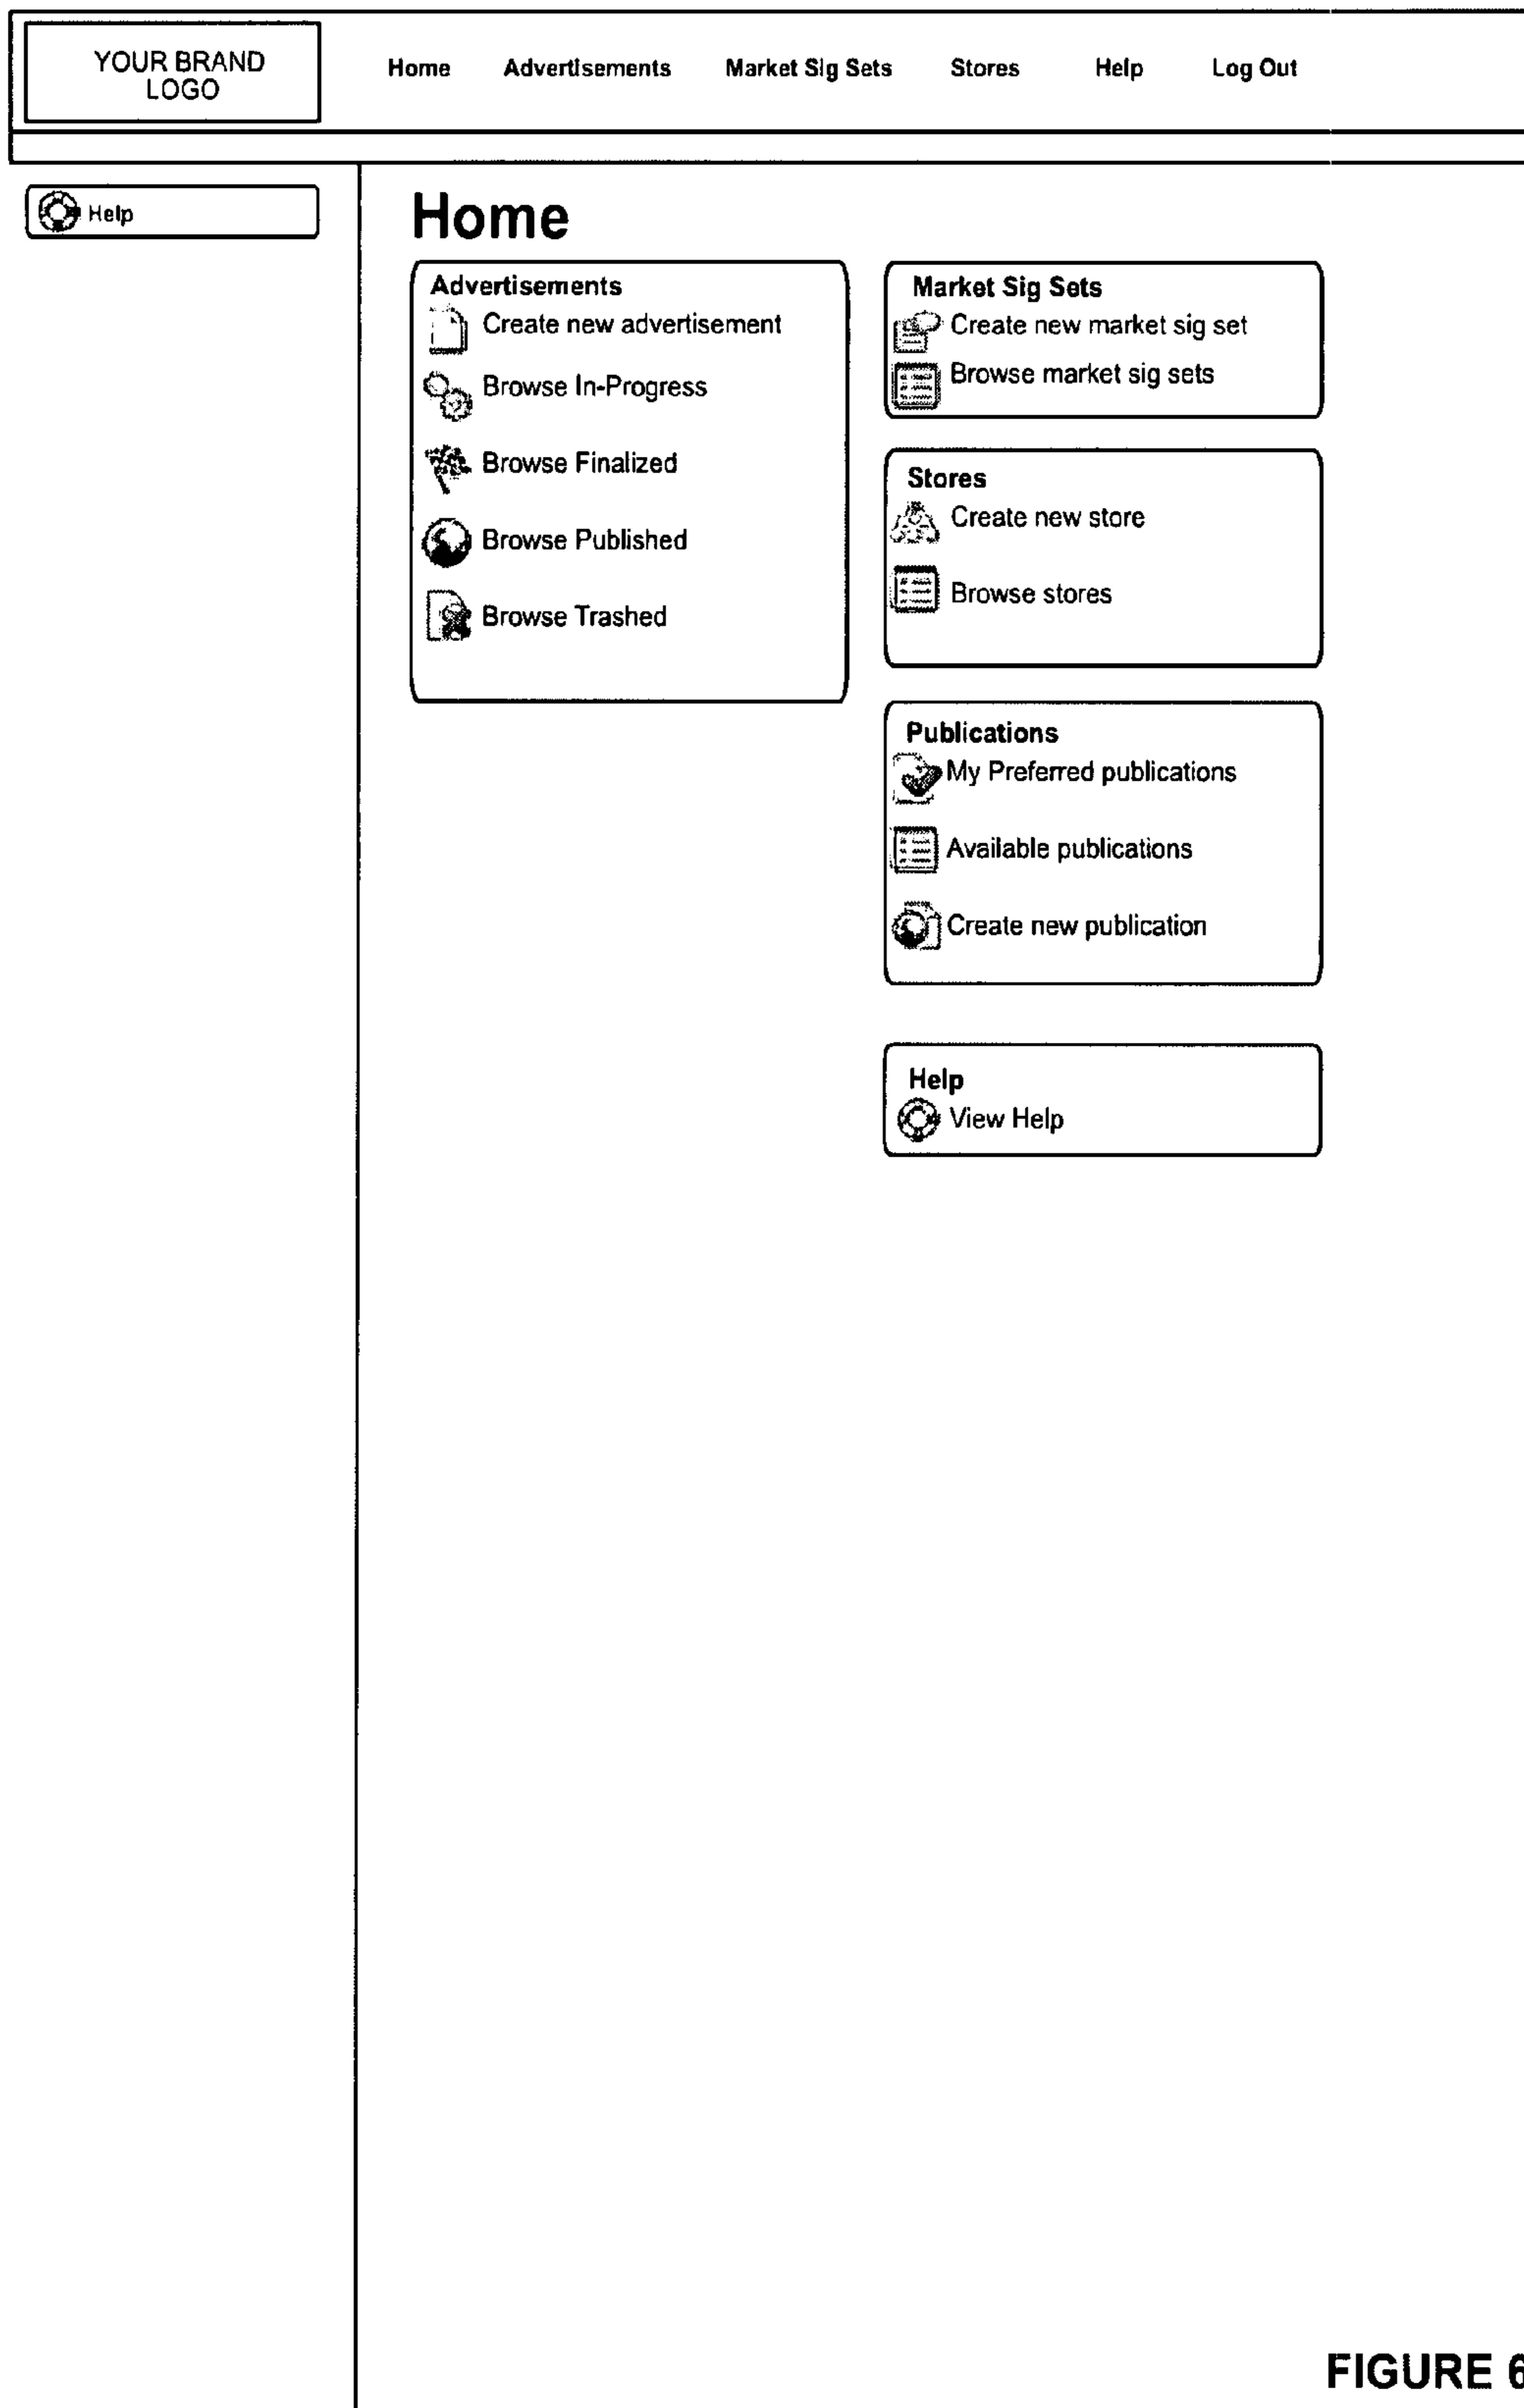 YOUR BRAND
LOGO
Home Advertisements Market Sig Sets Stores Help Log Out
Help
Home
Advertisements
Create new advertisement
Browse In-Progress
Browse Finalized
Browse Published
Browse Trashed
Market Sig Sets
Create new market sig set
Browse market sig sets
Stores
Create new store
Browse stores
Publications
My Preferred publications
Available publications
Create new publication
Help
View Help
FIGURE 6